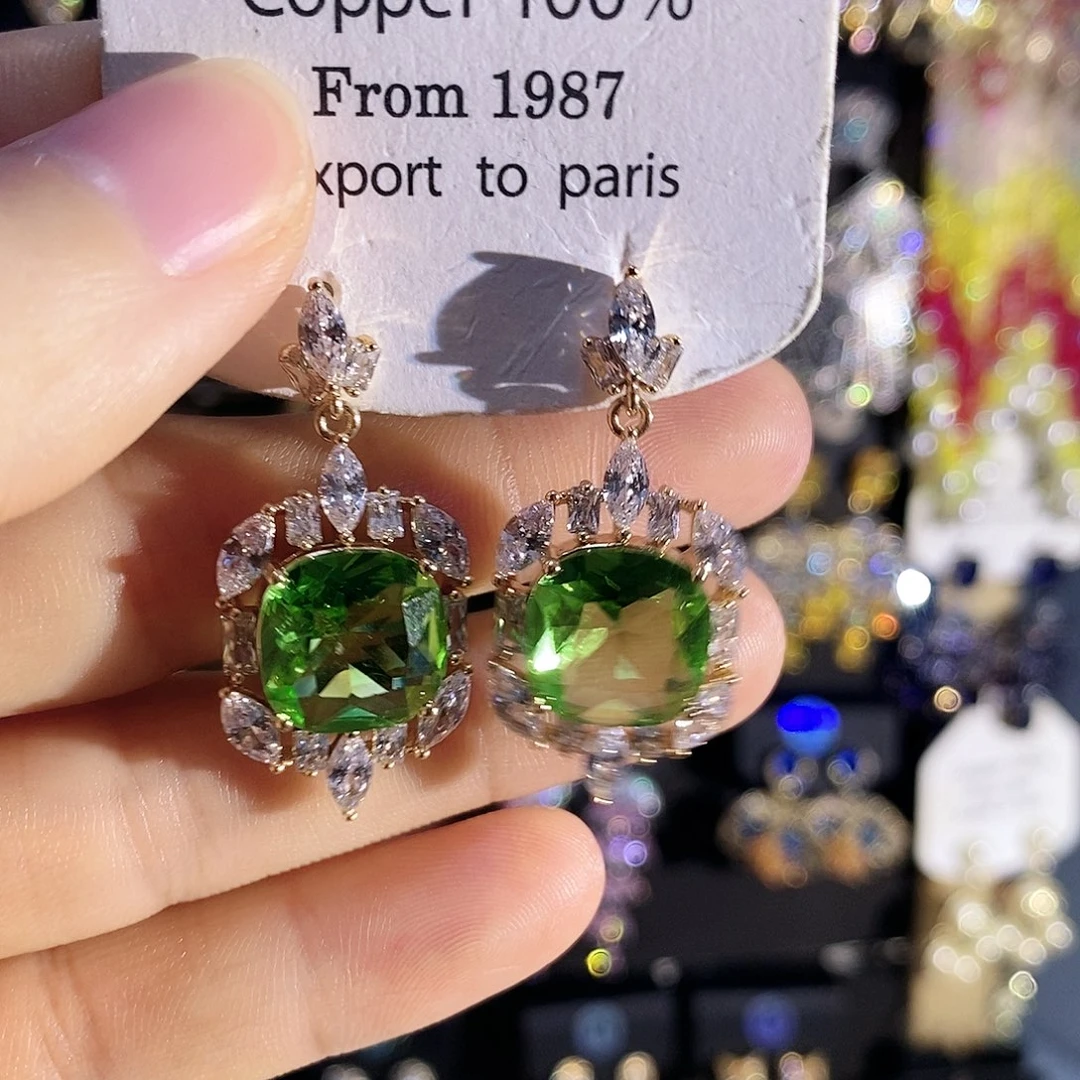 Copper 100%
From 1987
xport to paris